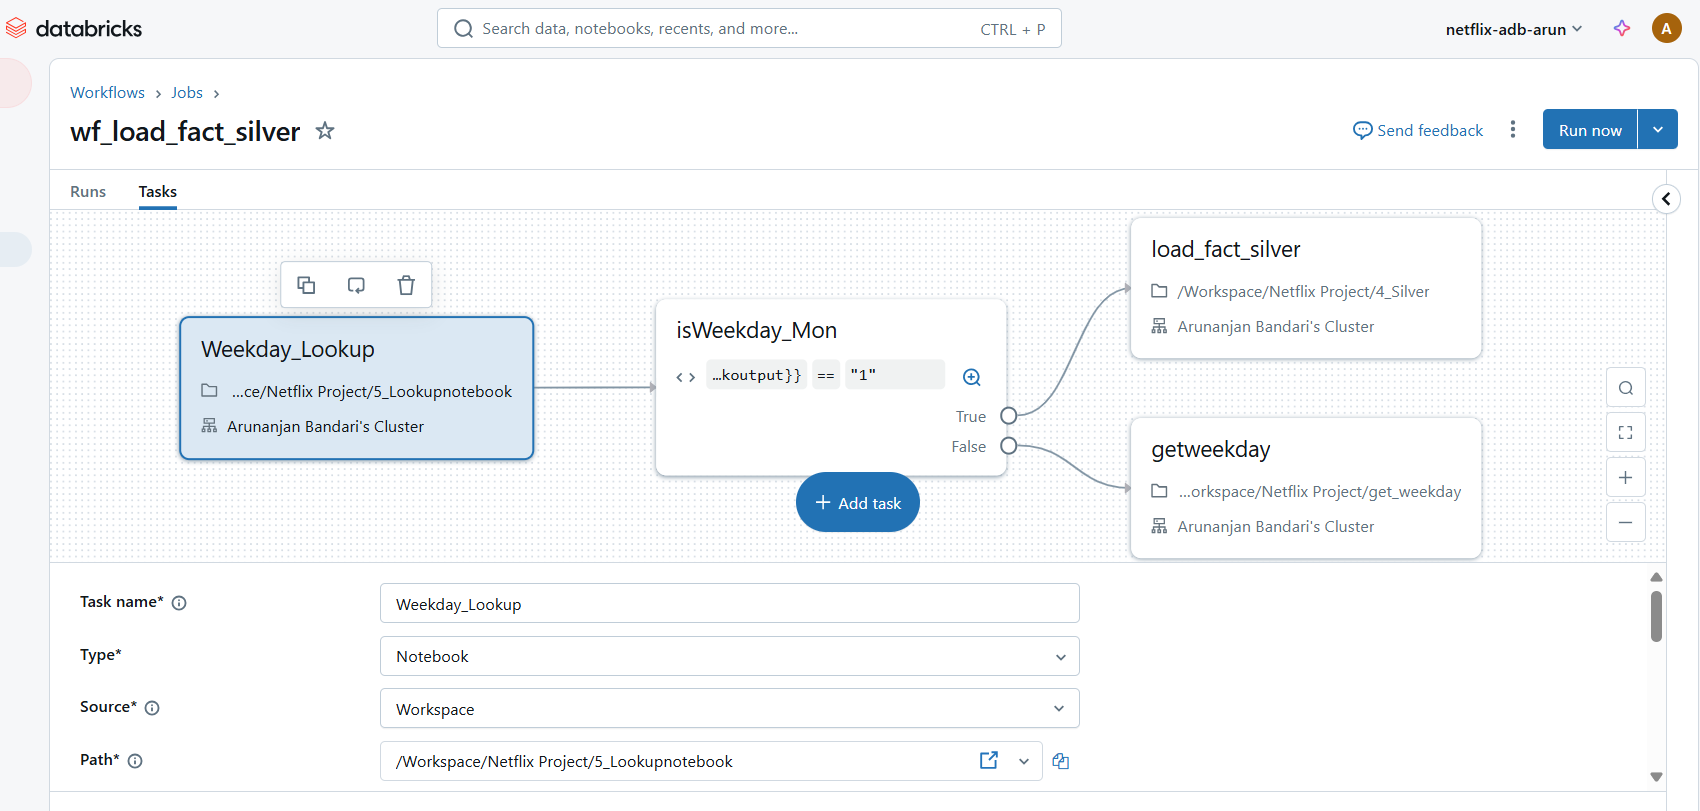 databricks
Search data, notebooks, recents, and more...
CTRL + P
netflix-adb-arun
A
Workflows › Jobs ›
wf_load_fact_silver
Send feedback
Run now
Runs
Tasks
Weekday_Lookup
...ce/Netflix Project/5_Lookupnotebook
Arunanjan Bandari's Cluster
isWeekday_Mon
< > …koutput}} == "1"
True
False
+ Add task
load_fact_silver
/Workspace/Netflix Project/4_Silver
Arunanjan Bandari's Cluster
getweekday
...orkspace/Netflix Project/get_weekday
Arunanjan Bandari's Cluster
Task name*
Weekday_Lookup
Type*
Notebook
Source*
Workspace
Path*
/Workspace/Netflix Project/5_Lookupnotebook